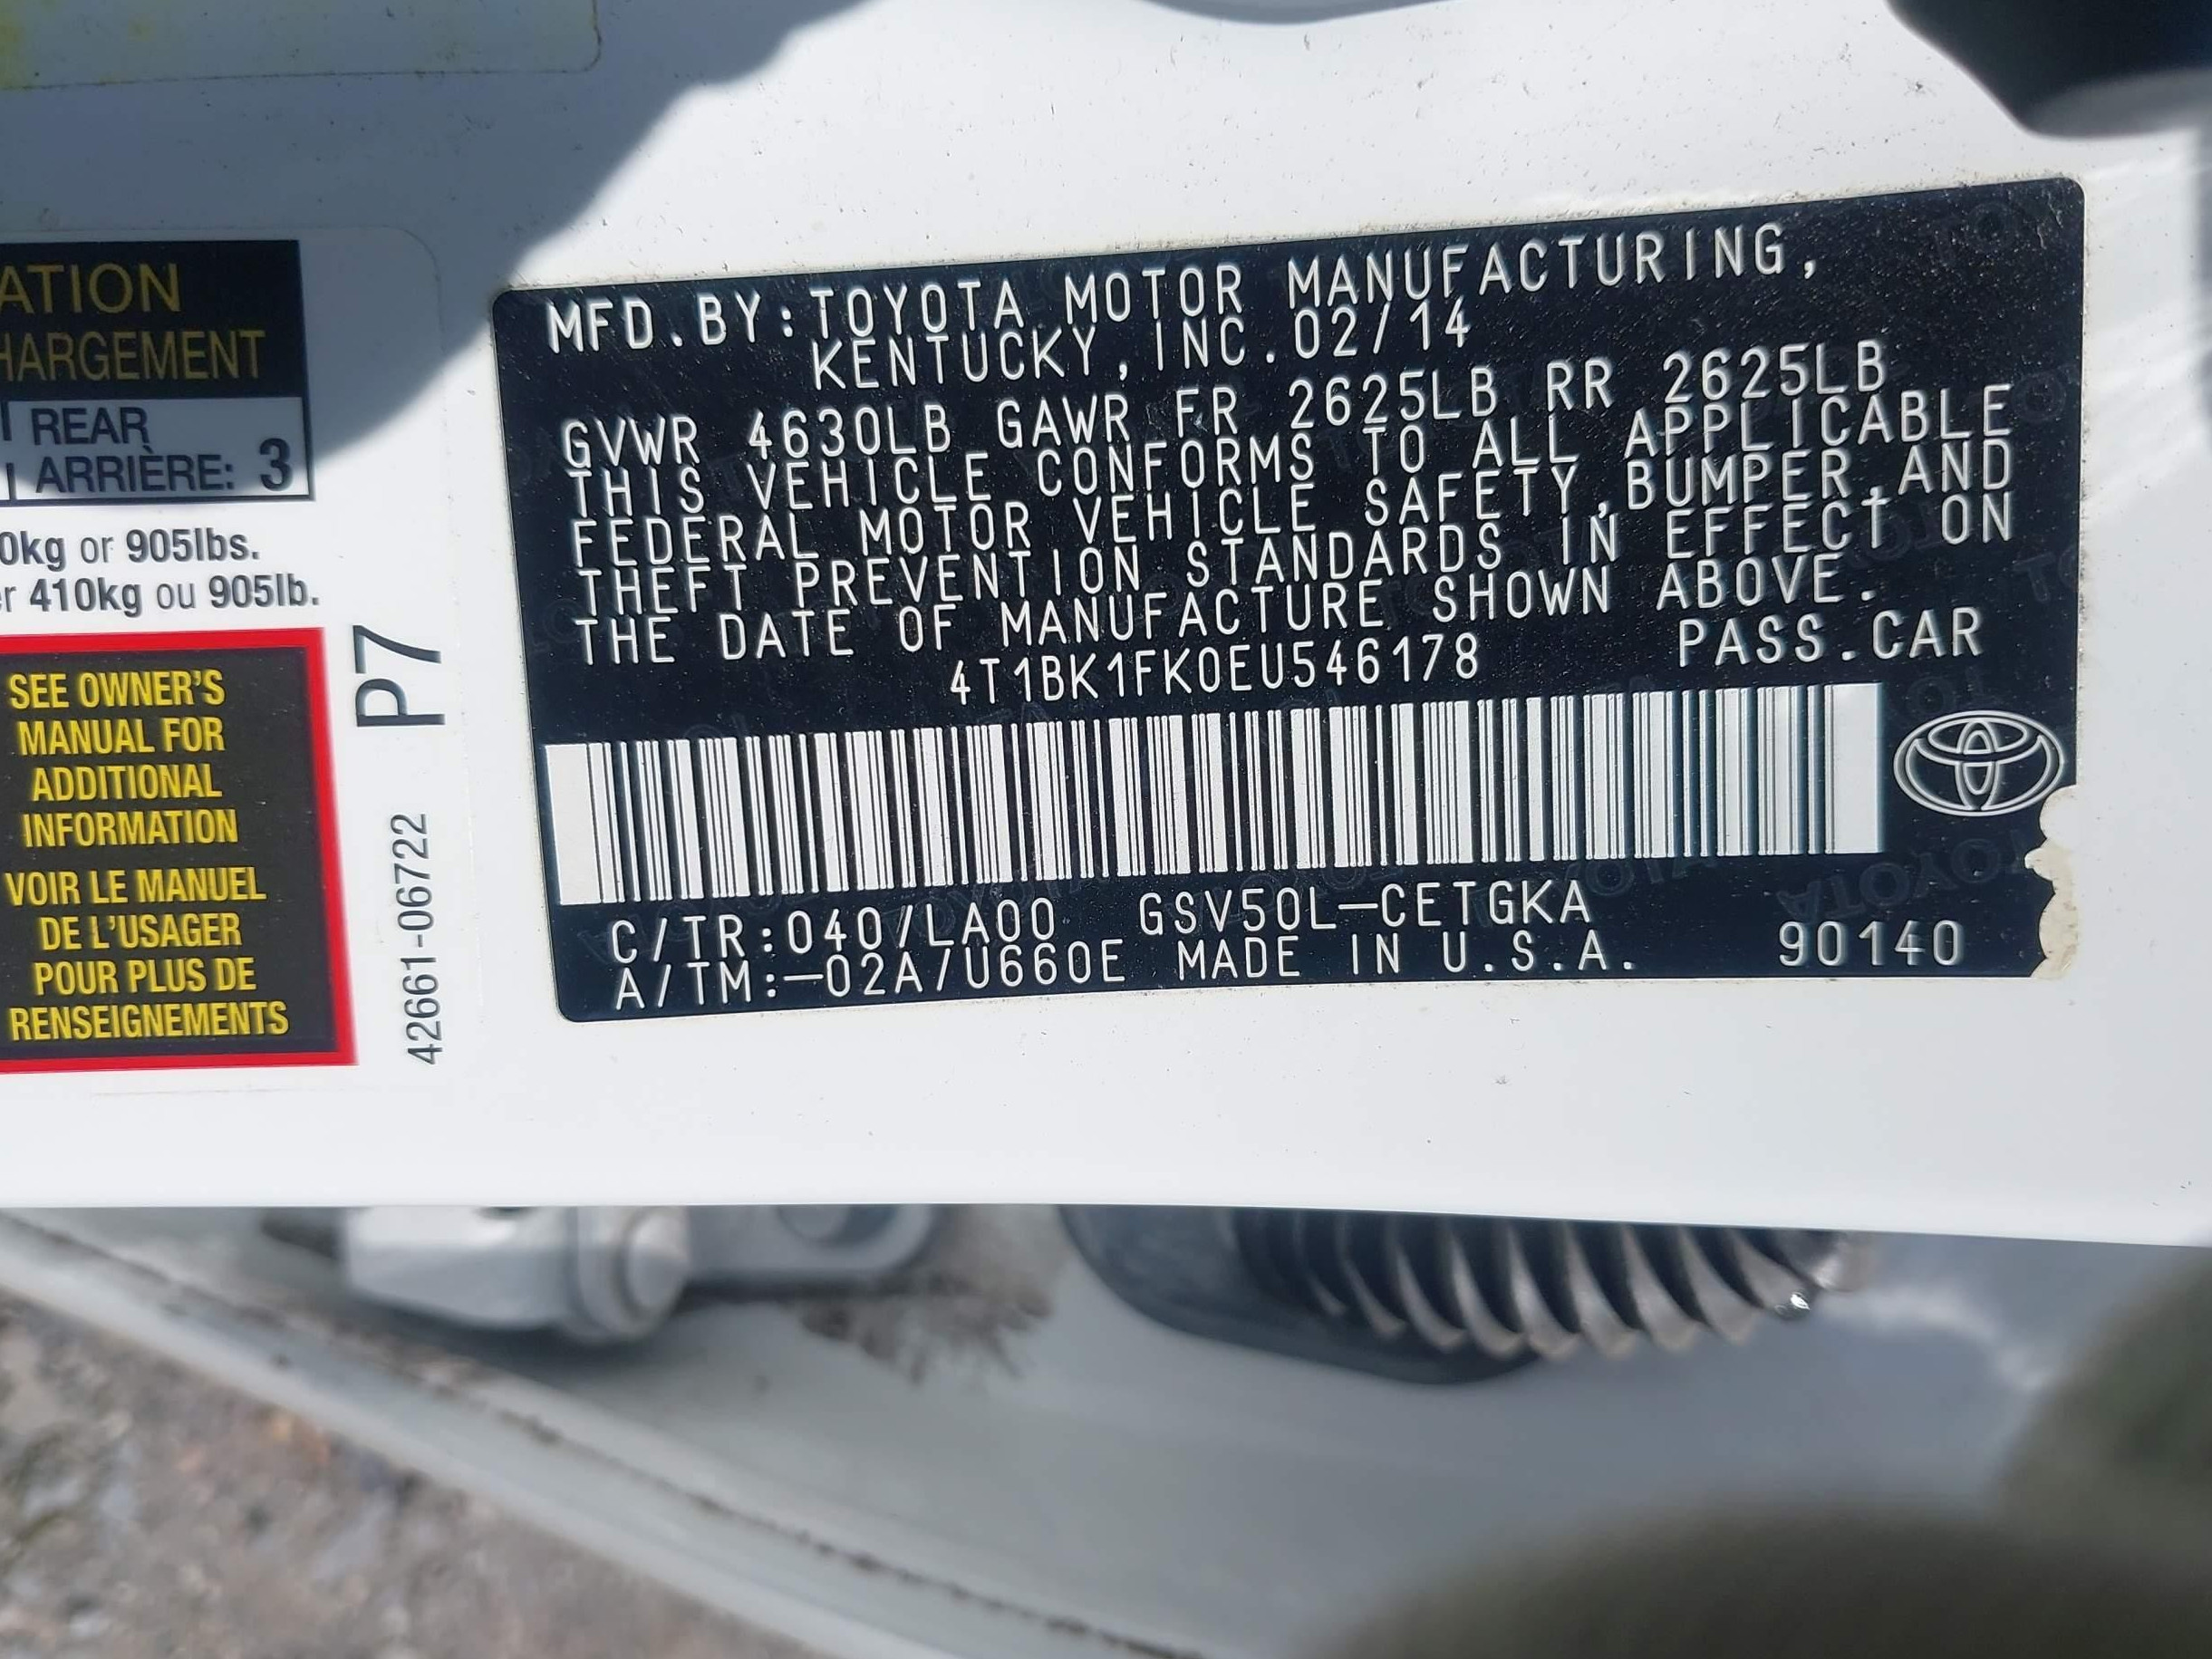 ATION
HARGEMENT
REAR
ARRIÈRE: 3
0kg or 905lbs.
er 410kg ou 905lb.
SEE OWNER'S
MANUAL FOR
ADDITIONAL
INFORMATION
VOIR LE MANUEL
DE L'USAGER
POUR PLUS DE
RENSEIGNEMENTS
P7
42661-06722
MFD.BY:TOYOTA MOTOR MANUFACTURING,
KENTUCKY,INC.02/14
GVWR 4630LB GAWR FR 2625LB RR 2625LB
THIS VEHICLE CONFORMS TO ALL APPLICABLE
FEDERAL MOTOR VEHICLE SAFETY,BUMPER,AND
THEFT PREVENTION STANDARDS IN EFFECT ON
THE DATE OF MANUFACTURE SHOWN ABOVE.
4T1BK1FK0EU546178 PASS.CAR
C/TR:040/LA00 GSV50L-CETGKA
A/TM:-02A/U660E MADE IN U.S.A. 90140